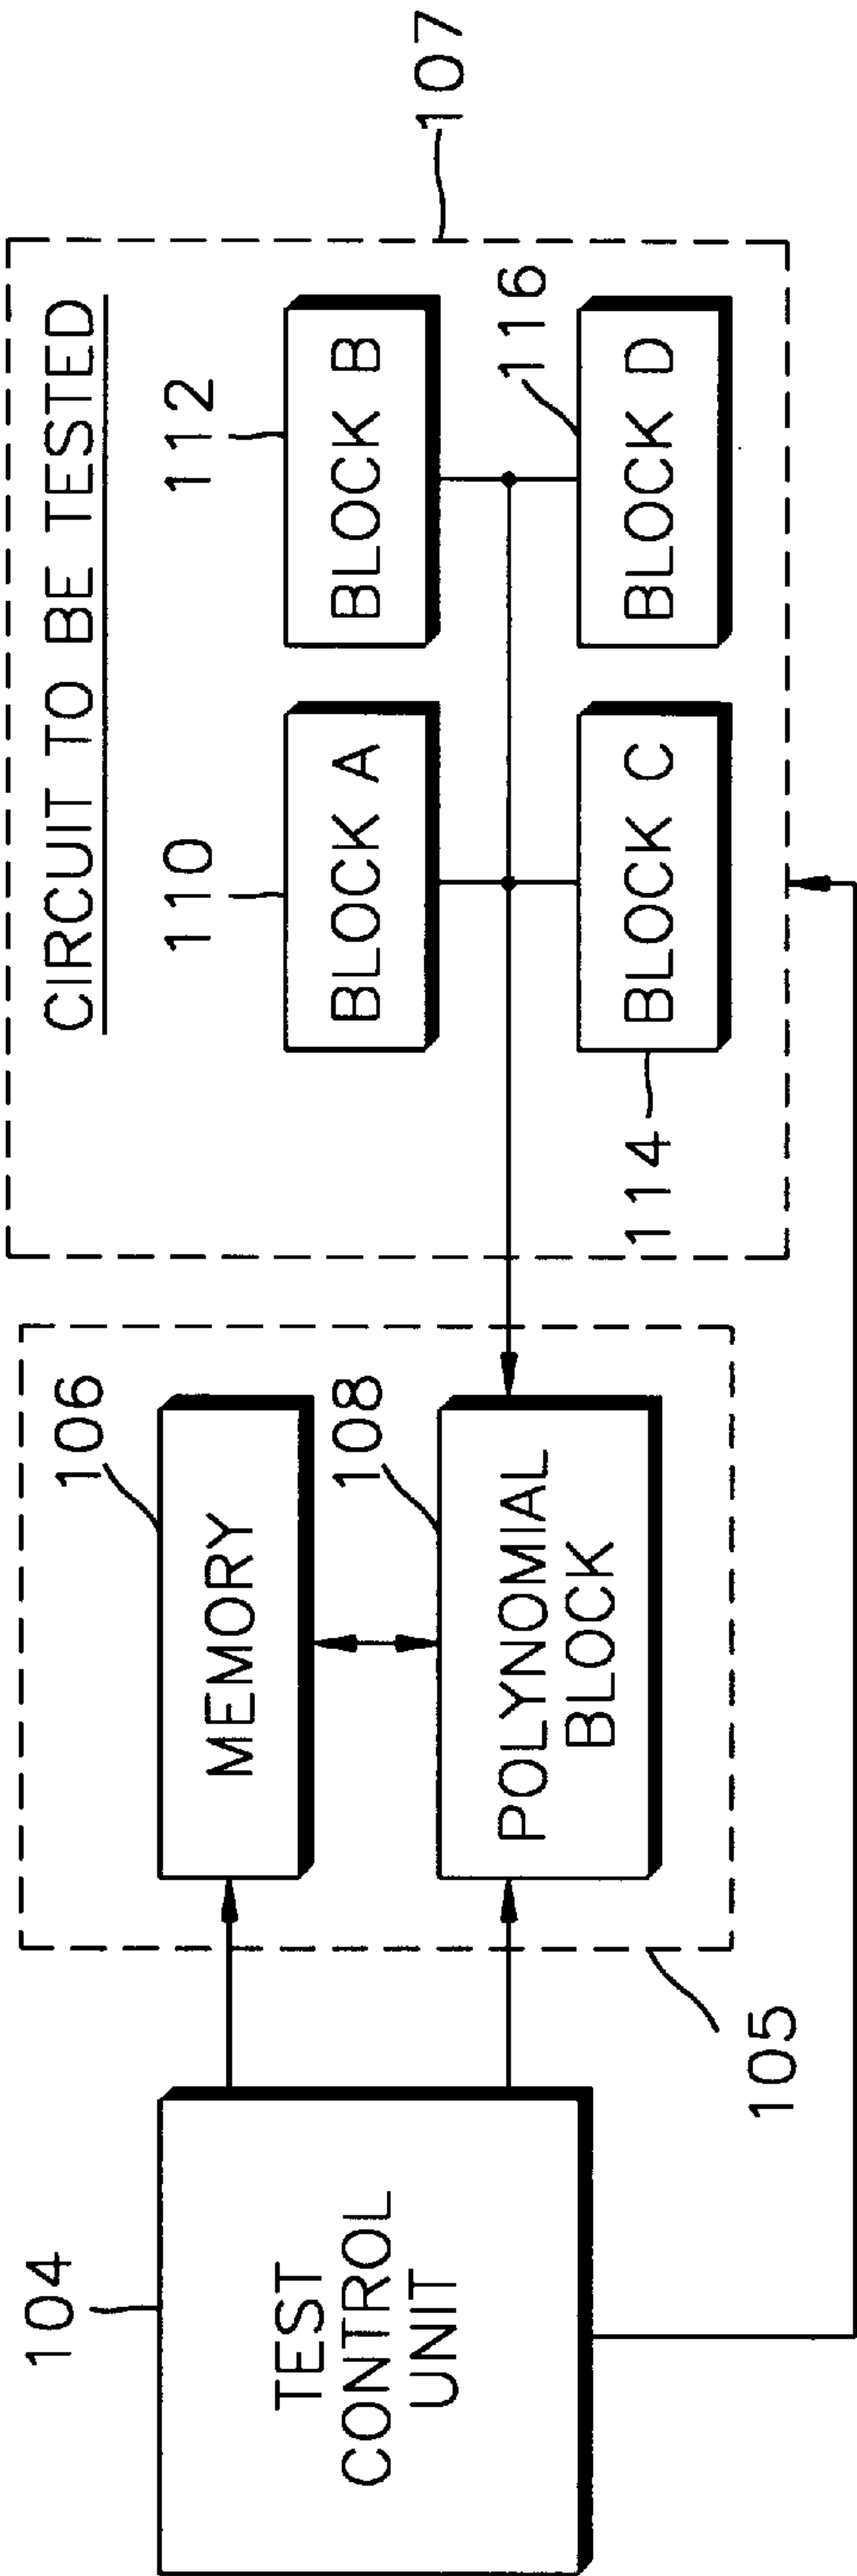 104
TEST
CONTROL
UNIT
105
106
MEMORY
108
POLYNOMIAL
BLOCK
CIRCUIT TO BE TESTED
107
110
BLOCK A
112
BLOCK B
114
BLOCK C
116
BLOCK D